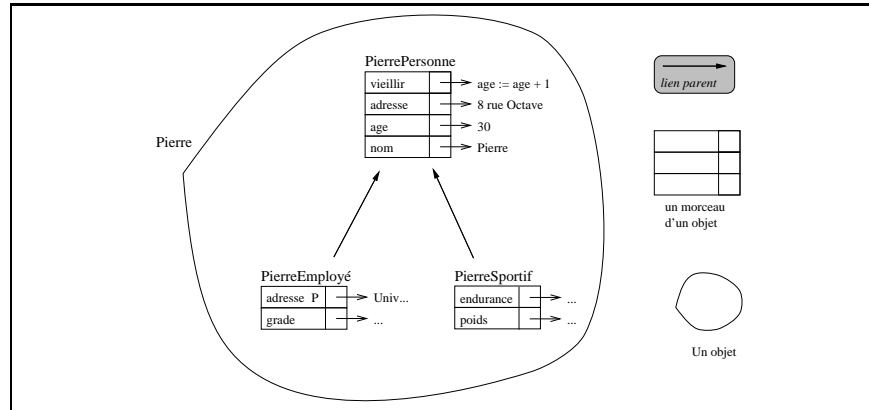 PierrePersonne
vieillir age := age + 1
adresse 8 rue Octave
age 30
nom Pierre
Pierre
PierreEmployé
adresse P Univ...
grade ...
PierreSportif
endurance ...
poids ...
lien parent
un morceau
d'un objet
Un objet